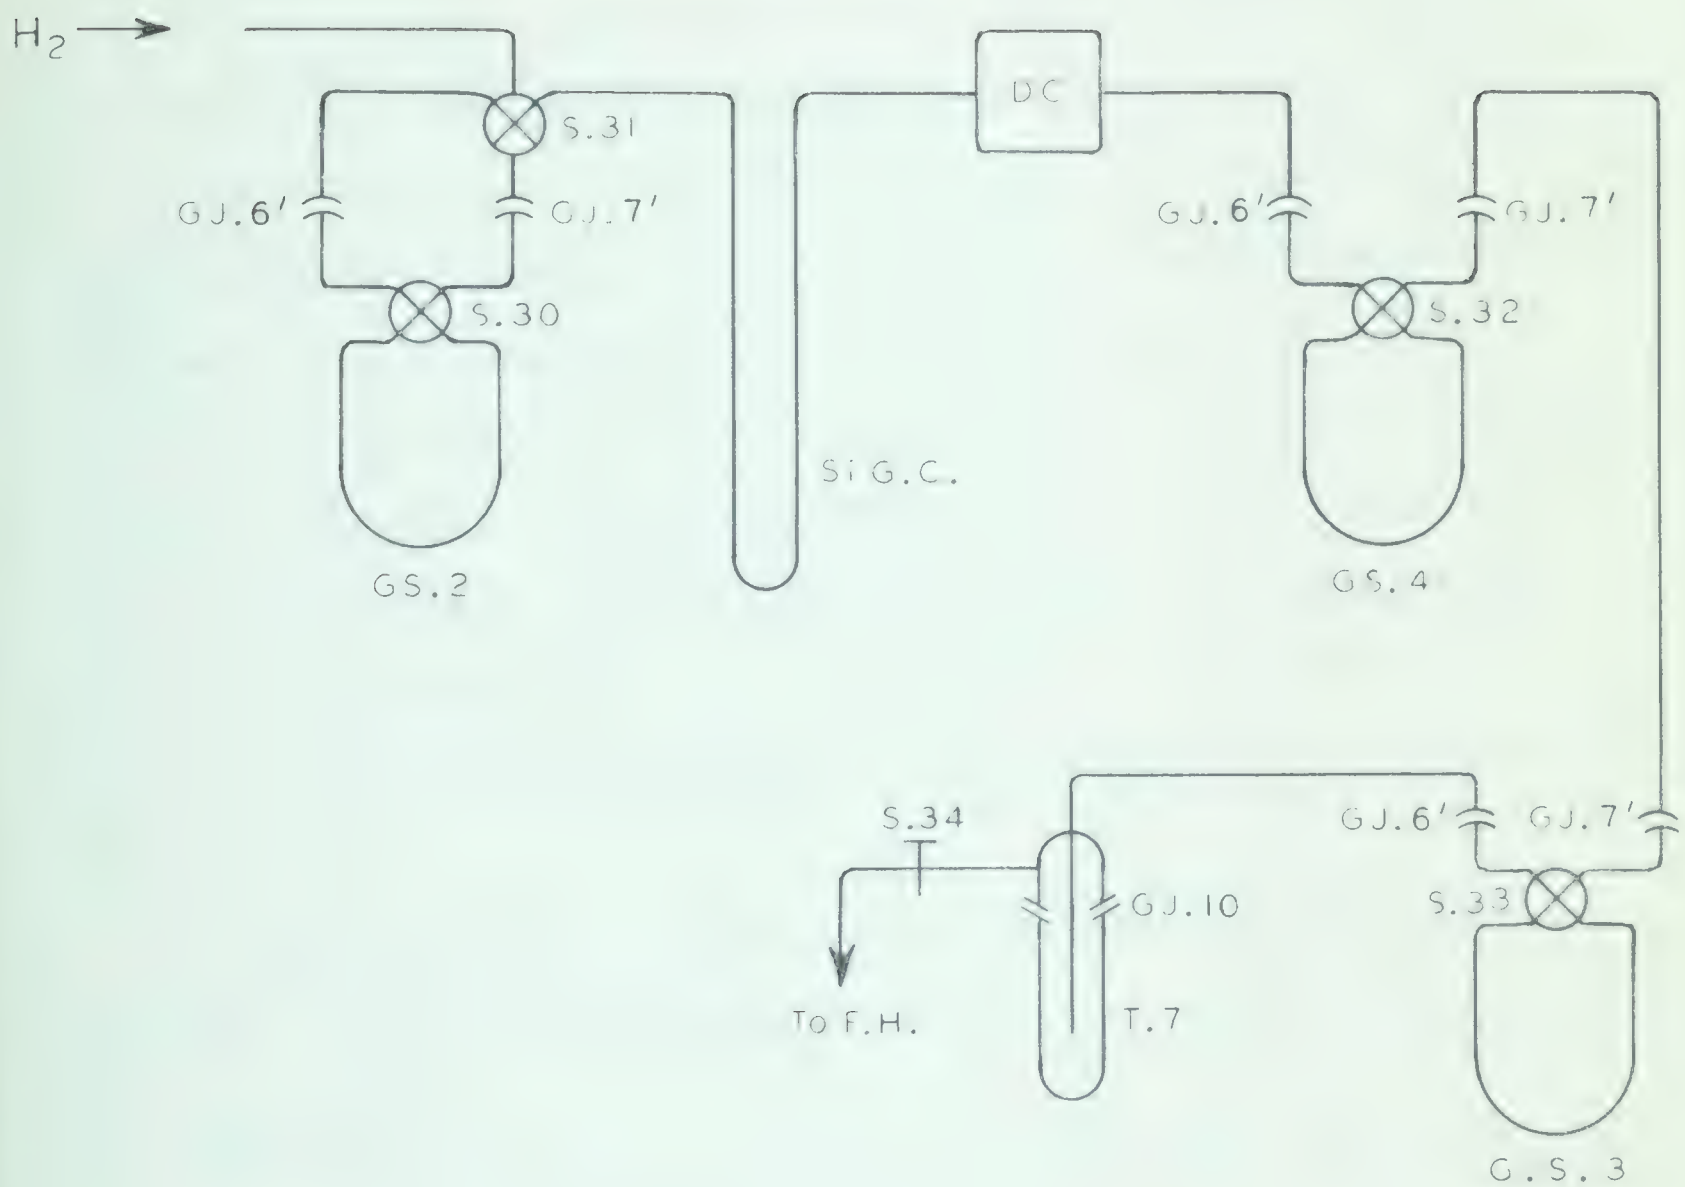 H₂
DC
S.31
GJ.6'
GJ.7'
GJ.6'
GJ.7'
S.30
S.32
Si G.C.
GS.2
GS.4
S.34
GJ.6'
GJ.7'
S.33
GJ.10
To F.H.
T.7
G.S.3